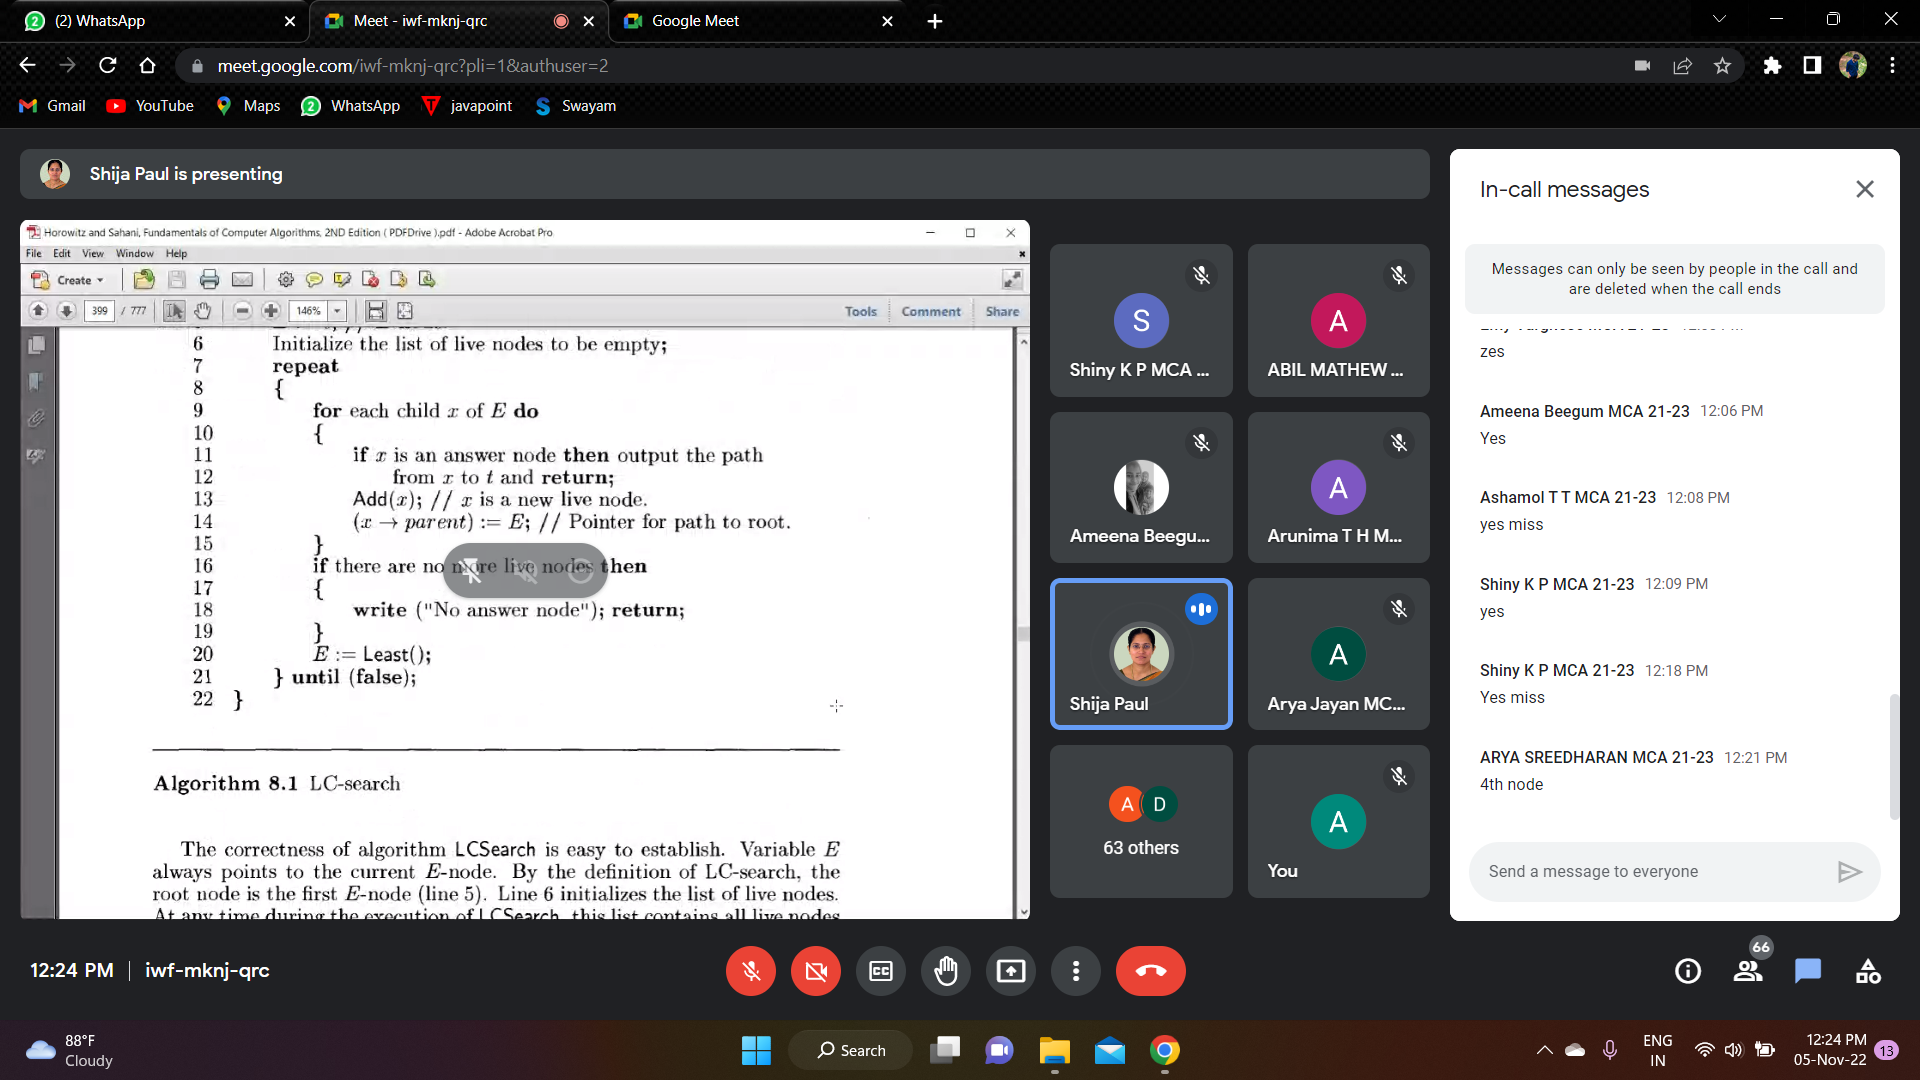 (2) WhatsApp
Meet - iwf-mknj-qrc
Google Meet
meet.google.com/iwf-mknj-qrc?pli=1&authuser=2
Gmail
YouTube
Maps
WhatsApp
javapoint
Swayam
Shija Paul is presenting
Horowitz and Sahani, Fundamentals of Computer Algorithms, 2ND Edition ( PDFDrive ).pdf - Adobe Acrobat Pro
File Edit View Window Help
Create
399 / 777
146%
Tools
Comment
Share
6 Initialize the list of live nodes to be empty;
7 repeat
8 {
9 for each child x of E do
10 {
11 if x is an answer node then output the path
12 from x to t and return;
13 Add(x); // x is a new live node.
14 (x → parent) := E; // Pointer for path to root.
15 }
16 if there are no more live nodes then
17 {
18 write ("No answer node"); return;
19 }
20 E := Least();
21 } until (false);
22 }
Algorithm 8.1 LC-search
The correctness of algorithm LCSearch is easy to establish. Variable E
always points to the current E-node. By the definition of LC-search, the
root node is the first E-node (line 5). Line 6 initializes the list of live nodes.
At any time during the execution of LCSearch, this list contains all live nodes
S
Shiny K P MCA ...
A
ABIL MATHEW ...
Ameena Beegu...
A
Arunima T H M...
Shija Paul
A
Arya Jayan MC...
A D
63 others
A
You
In-call messages
Messages can only be seen by people in the call and
are deleted when the call ends
zes
Ameena Beegum MCA 21-23 12:06 PM
Yes
Ashamol T T MCA 21-23 12:08 PM
yes miss
Shiny K P MCA 21-23 12:09 PM
yes
Shiny K P MCA 21-23 12:18 PM
Yes miss
ARYA SREEDHARAN MCA 21-23 12:21 PM
4th node
Send a message to everyone
12:24 PM | iwf-mknj-qrc
CC
66
88°F
Cloudy
Search
ENG
IN
12:24 PM
05-Nov-22
13